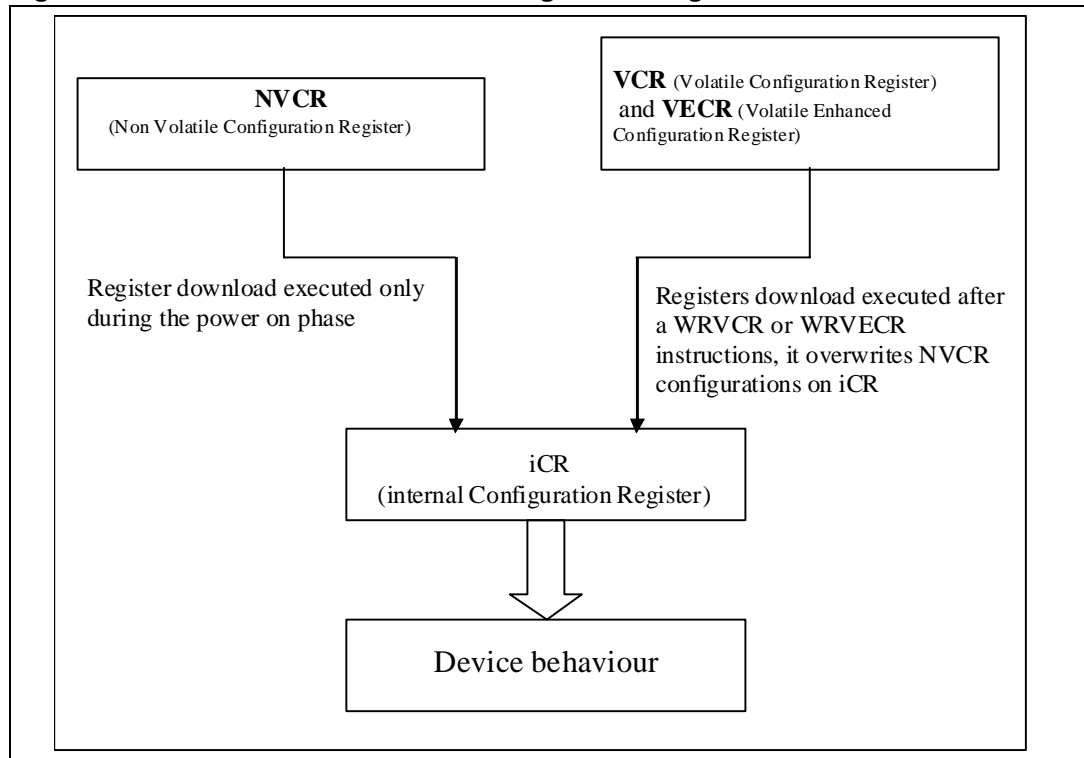 NVCR
(Non Volatile Configuration Register)
VCR (Volatile Configuration Register)
and VECR (Volatile Enhanced
Configuration Register)
Register download executed only
during the power on phase
Registers download executed after
a WRVCR or WRVECR
instructions, it overwrites NVCR
configurations on iCR
iCR
(internal Configuration Register)
Device behaviour